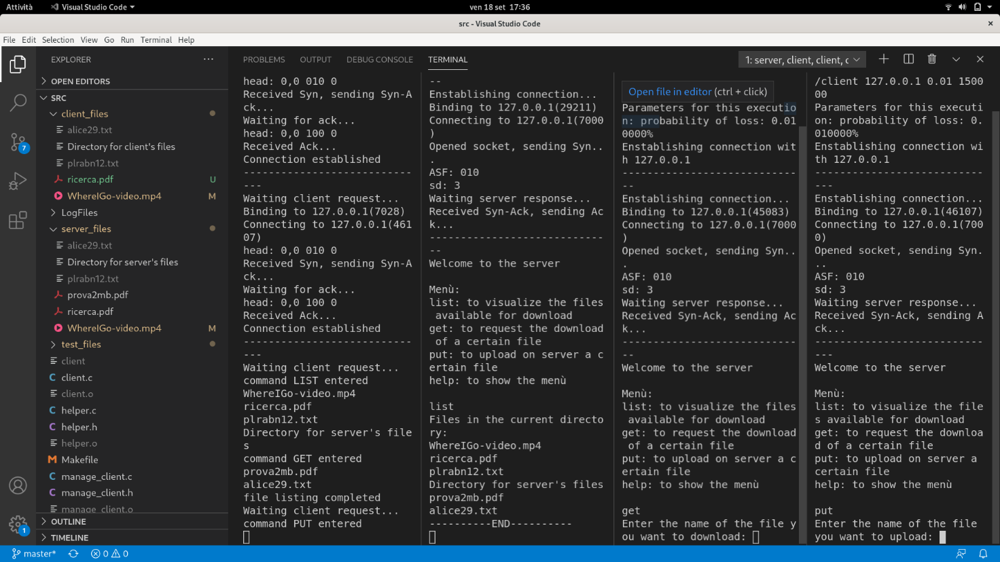 Attività
Visual Studio Code
ven 18 set 17:36
src - Visual Studio Code
File Edit Selection View Go Run Terminal Help
EXPLORER
OPEN EDITORS
SRC
client_files
alice29.txt
Directory for client's files
plrabn12.txt
ricerca.pdf U
WhereIGo-video.mp4 M
LogFiles
server_files
alice29.txt
Directory for server's files
plrabn12.txt
prova2mb.pdf
ricerca.pdf
WhereIGo-video.mp4 M
test_files
client
client.c
client.o
helper.c
helper.h
helper.o
Makefile
manage_client.c
manage_client.h
manage_client.o
OUTLINE
TIMELINE
7
1
PROBLEMS OUTPUT DEBUG CONSOLE TERMINAL
1: server, client, client, c
head: 0,0 010 0
Received Syn, sending Syn-A
ck...
Waiting for ack...
head: 0,0 100 0
Received Ack...
Connection established
---------------------------
---
Waiting client request...
Binding to 127.0.0.1(7028)
Connecting to 127.0.0.1(461
07)
head: 0,0 010 0
Received Syn, sending Syn-A
ck...
Waiting for ack...
head: 0,0 100 0
Received Ack...
Connection established
---------------------------
---
Waiting client request...
command LIST entered
WhereIGo-video.mp4
ricerca.pdf
plrabn12.txt
Directory for server's file
s
command GET entered
prova2mb.pdf
alice29.txt
file listing completed
Waiting client request...
command PUT entered
--
Enstablishing connection...
Binding to 127.0.0.1(29211)
Connecting to 127.0.0.1(7000
)
Opened socket, sending Syn..
.
ASF: 010
sd: 3
Waiting server response...
Received Syn-Ack, sending Ac
k...
----------------------------
--
Welcome to the server
Menù:
list: to visualize the files
available for download
get: to request the download
of a certain file
put: to upload on server a c
ertain file
help: to show the menù
list
Files in the current directo
ry:
WhereIGo-video.mp4
ricerca.pdf
plrabn12.txt
Directory for server's files
prova2mb.pdf
alice29.txt
----------END----------
Open file in editor (ctrl + click)
Parameters for this executio
n: probability of loss: 0.01
0000%
Enstablishing connection wit
h 127.0.0.1
----------------------------
--
Enstablishing connection...
Binding to 127.0.0.1(45083)
Connecting to 127.0.0.1(7000
)
Opened socket, sending Syn..
.
ASF: 010
sd: 3
Waiting server response...
Received Syn-Ack, sending Ac
k...
----------------------------
--
Welcome to the server
Menù:
list: to visualize the files
available for download
get: to request the download
of a certain file
put: to upload on server a c
ertain file
help: to show the menù
get
Enter the name of the file y
ou want to download:
/client 127.0.0.1 0.01 1500
00
Parameters for this executi
on: probability of loss: 0.
010000%
Enstablishing connection wi
th 127.0.0.1
---------------------------
---
Enstablishing connection...
Binding to 127.0.0.1(46107)
Connecting to 127.0.0.1(700
0)
Opened socket, sending Syn.
..
ASF: 010
sd: 3
Waiting server response...
Received Syn-Ack, sending A
ck...
---------------------------
---
Welcome to the server
Menù:
list: to visualize the file
s available for download
get: to request the downloa
d of a certain file
put: to upload on server a
certain file
help: to show the menù
put
Enter the name of the file
you want to upload:
master* 0 0